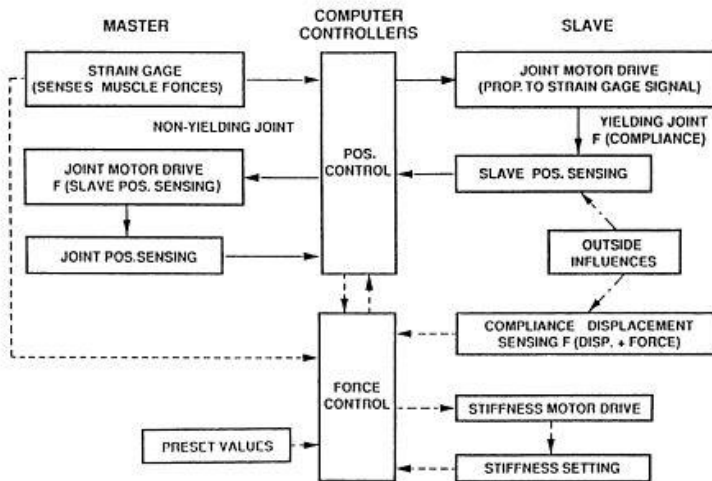 MASTER
COMPUTER
CONTROLLERS
SLAVE
STRAIN GAGE
(SENSES MUSCLE FORCES)
JOINT MOTOR DRIVE
(PROP. TO STRAIN GAGE SIGNAL)
NON-YIELDING JOINT
YIELDING JOINT
F (COMPLIANCE)
POS.
CONTROL
JOINT MOTOR DRIVE
F (SLAVE POS. SENSING)
SLAVE POS. SENSING
JOINT POS.SENSING
OUTSIDE
INFLUENCES
COMPLIANCE DISPLACEMENT
SENSING F (DISP. + FORCE)
FORCE
CONTROL
STIFFNESS MOTOR DRIVE
PRESET VALUES
STIFFNESS SETTING